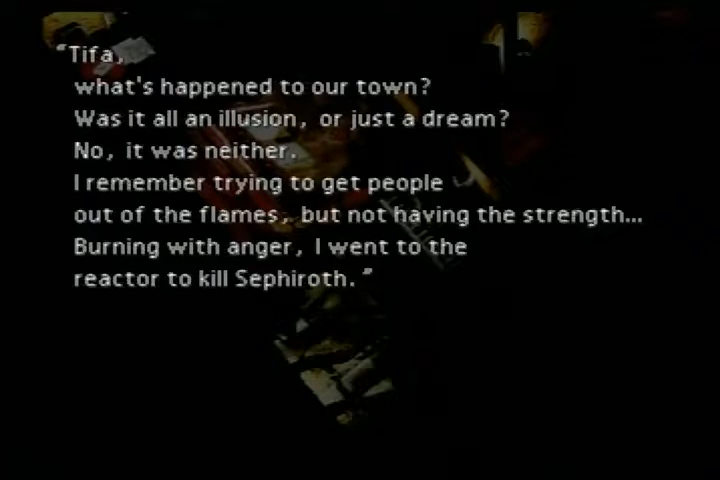 “Tifa,
what's happened to our town?
Was it all an illusion, or just a dream?
No, it was neither.
I remember trying to get people
out of the flames, but not having the strength...
Burning with anger, I went to the
reactor to kill Sephiroth.”